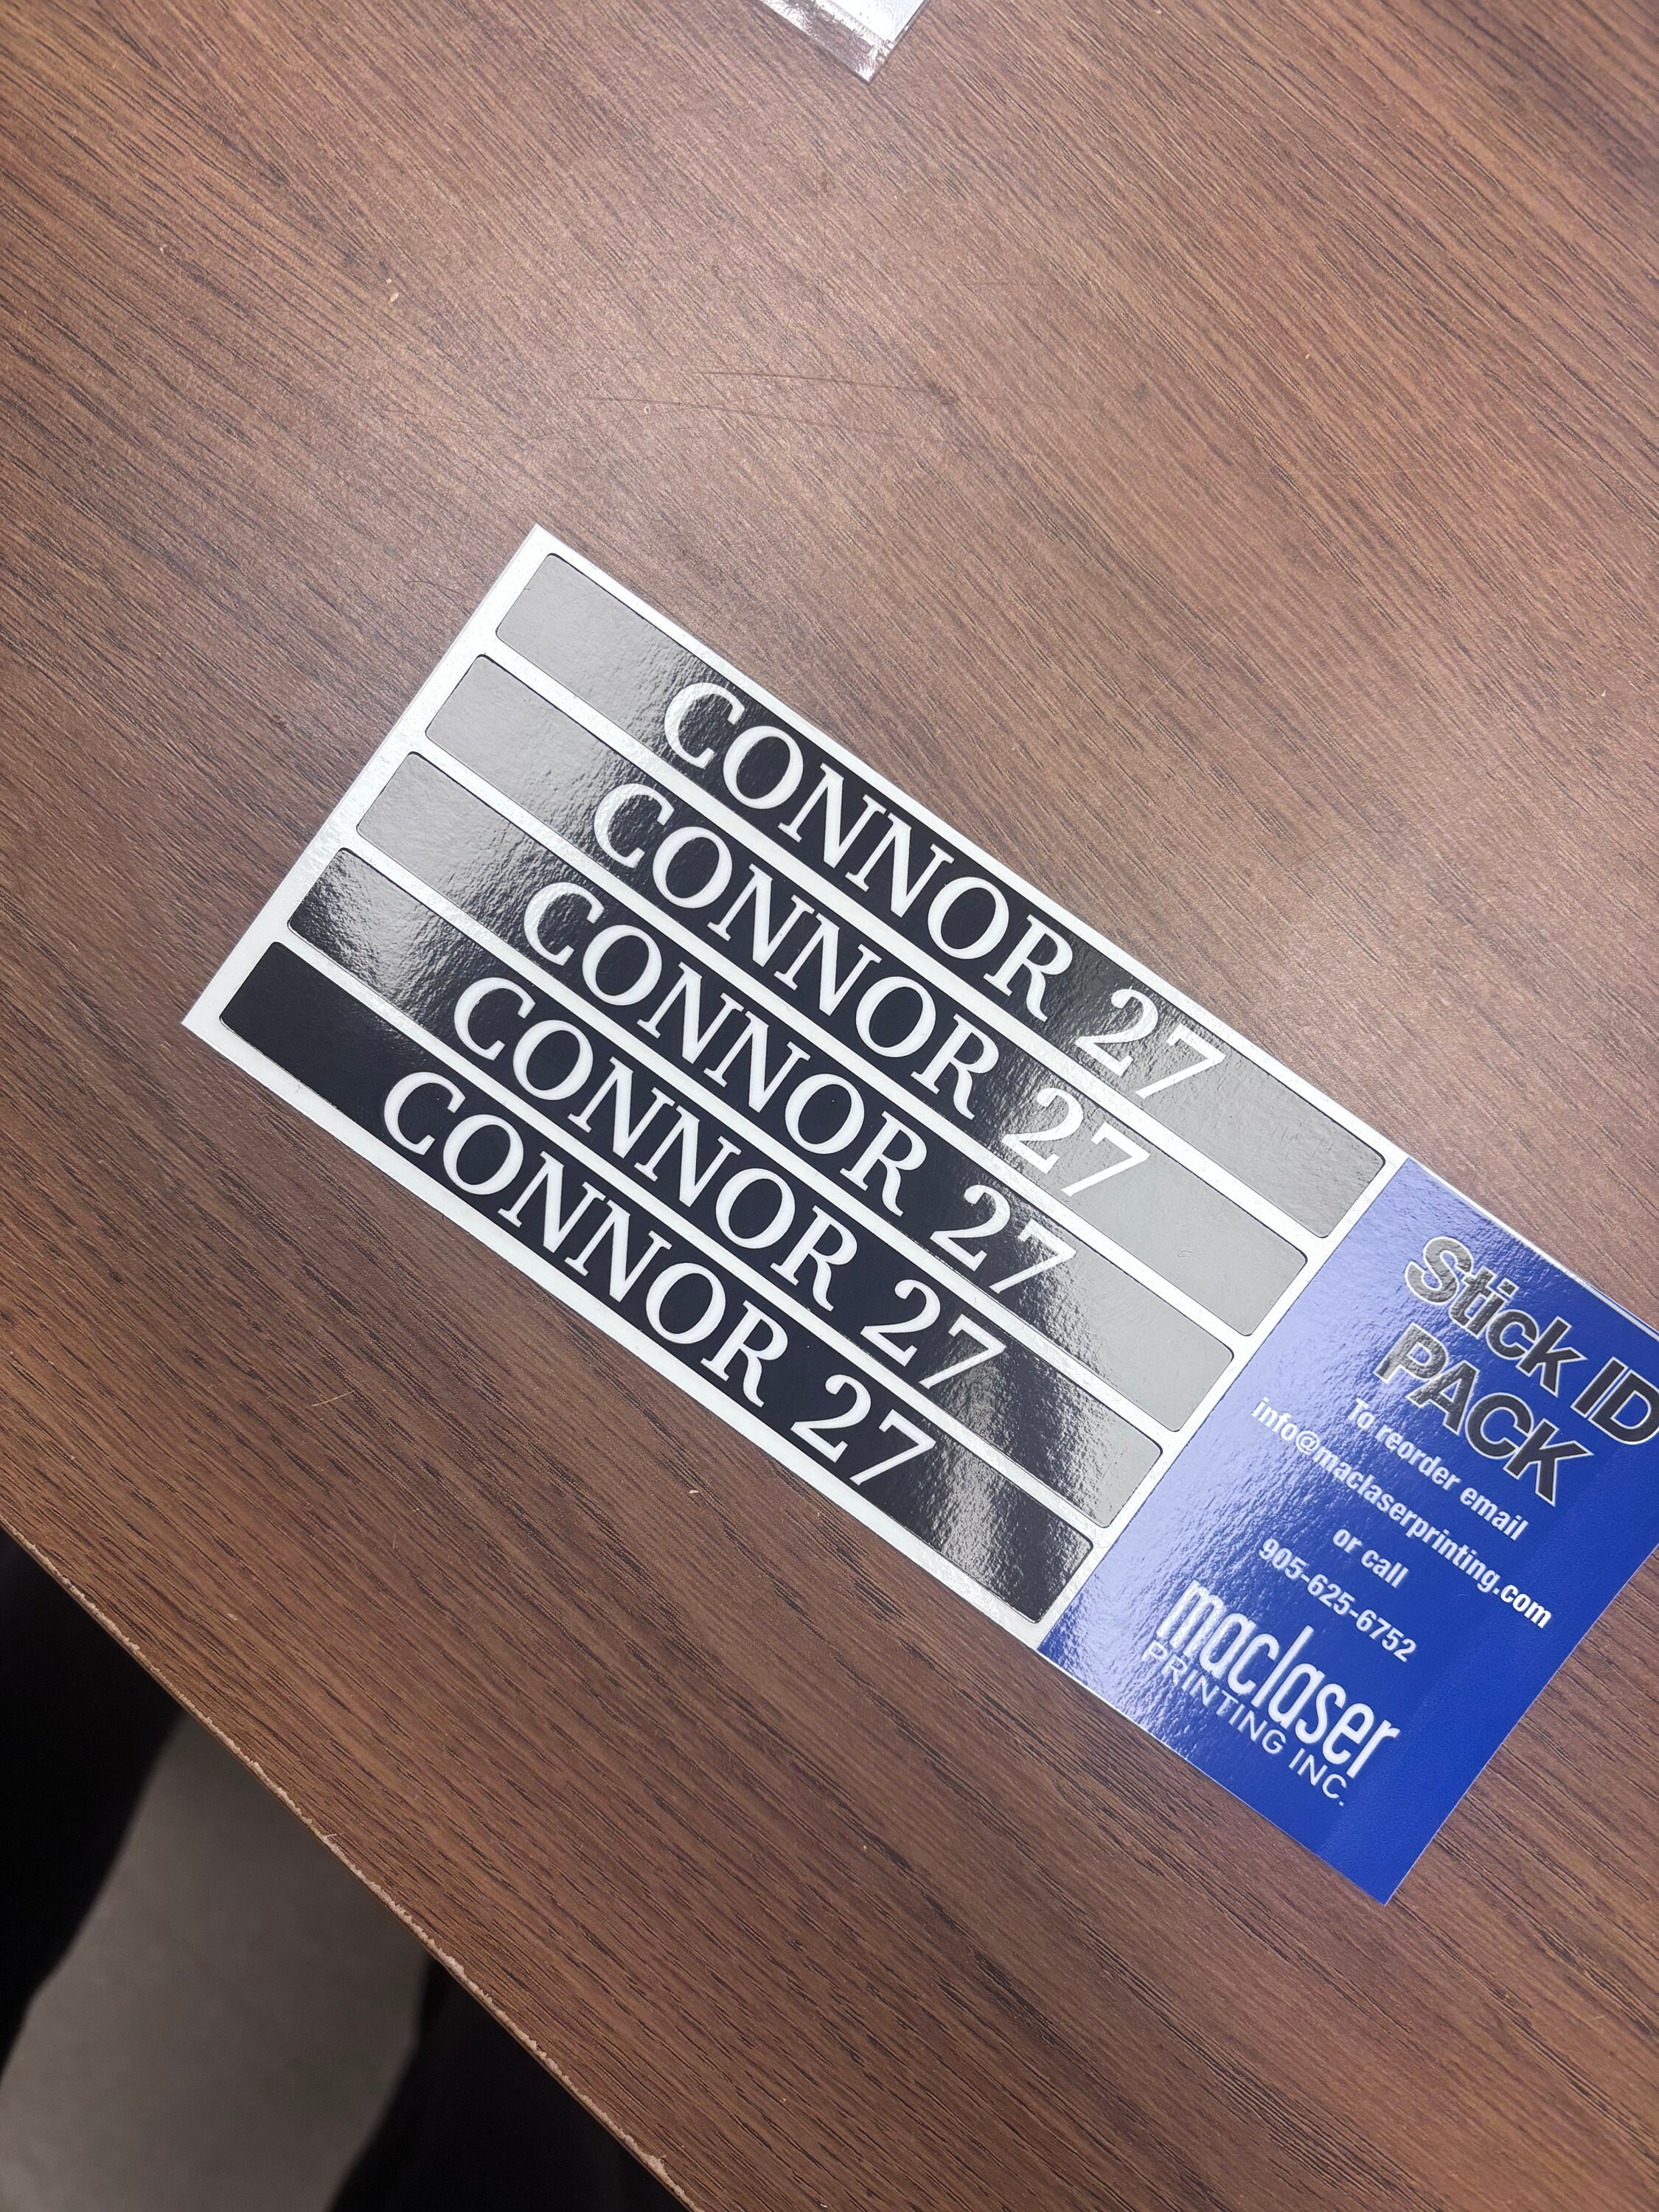 CONNOR 27
CONNOR 27
CONNOR 27
CONNOR 27
CONNOR 27
Stick ID
PACK
To reorder email
info@maclaserprinting.com
or call
905-625-6752
maclaser
PRINTING INC.